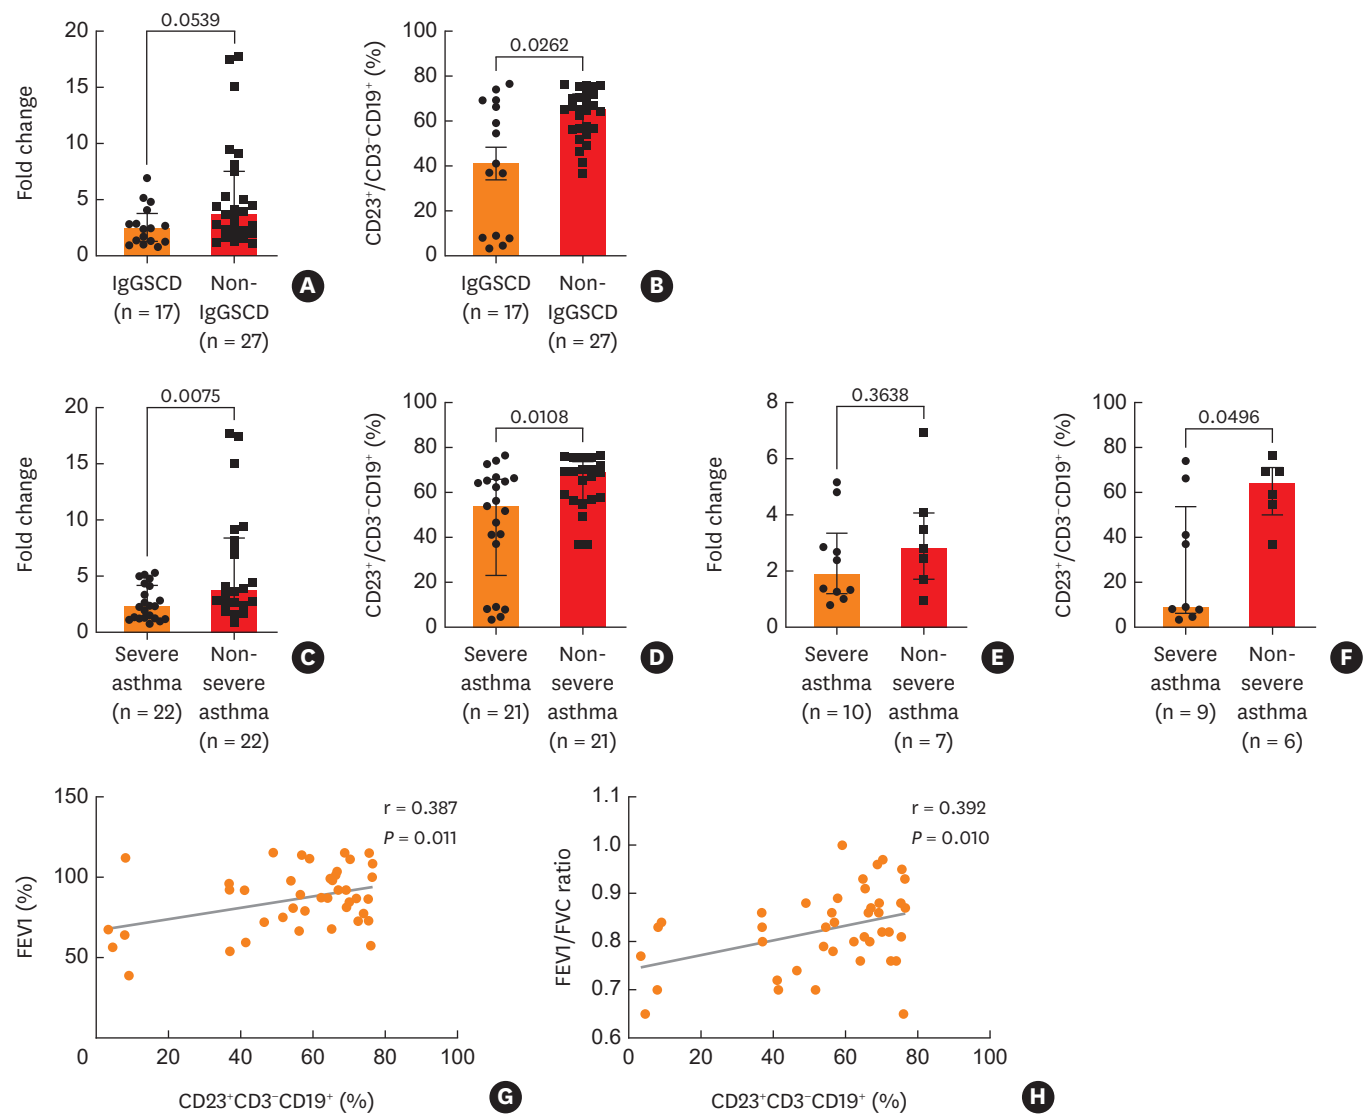 0.0539
20
15
10
5
0
Fold change
IgGSCD
(n = 17)
Non-
IgGSCD
(n = 27)
A
0.0262
100
80
60
40
20
0
CD23⁺/CD3⁻CD19⁺ (%)
IgGSCD
(n = 17)
Non-
IgGSCD
(n = 27)
B
0.0075
20
15
10
5
0
Fold change
Severe
asthma
(n = 22)
Non-
severe
asthma
(n = 22)
C
0.0108
100
80
60
40
20
0
CD23⁺/CD3⁻CD19⁺ (%)
Severe
asthma
(n = 21)
Non-
severe
asthma
(n = 21)
D
0.3638
8
6
4
2
0
Fold change
Severe
asthma
(n = 10)
Non-
severe
asthma
(n = 7)
E
0.0496
100
80
60
40
20
0
CD23⁺/CD3⁻CD19⁺ (%)
Severe
asthma
(n = 9)
Non-
severe
asthma
(n = 6)
F
150
100
50
FEV1 (%)
r = 0.387
P = 0.011
0 20 40 60 80 100
CD23⁺CD3⁻CD19⁺ (%)
G
1.1
1.0
0.9
0.8
0.7
0.6
FEV1/FVC ratio
r = 0.392
P = 0.010
0 20 40 60 80 100
CD23⁺CD3⁻CD19⁺ (%)
H